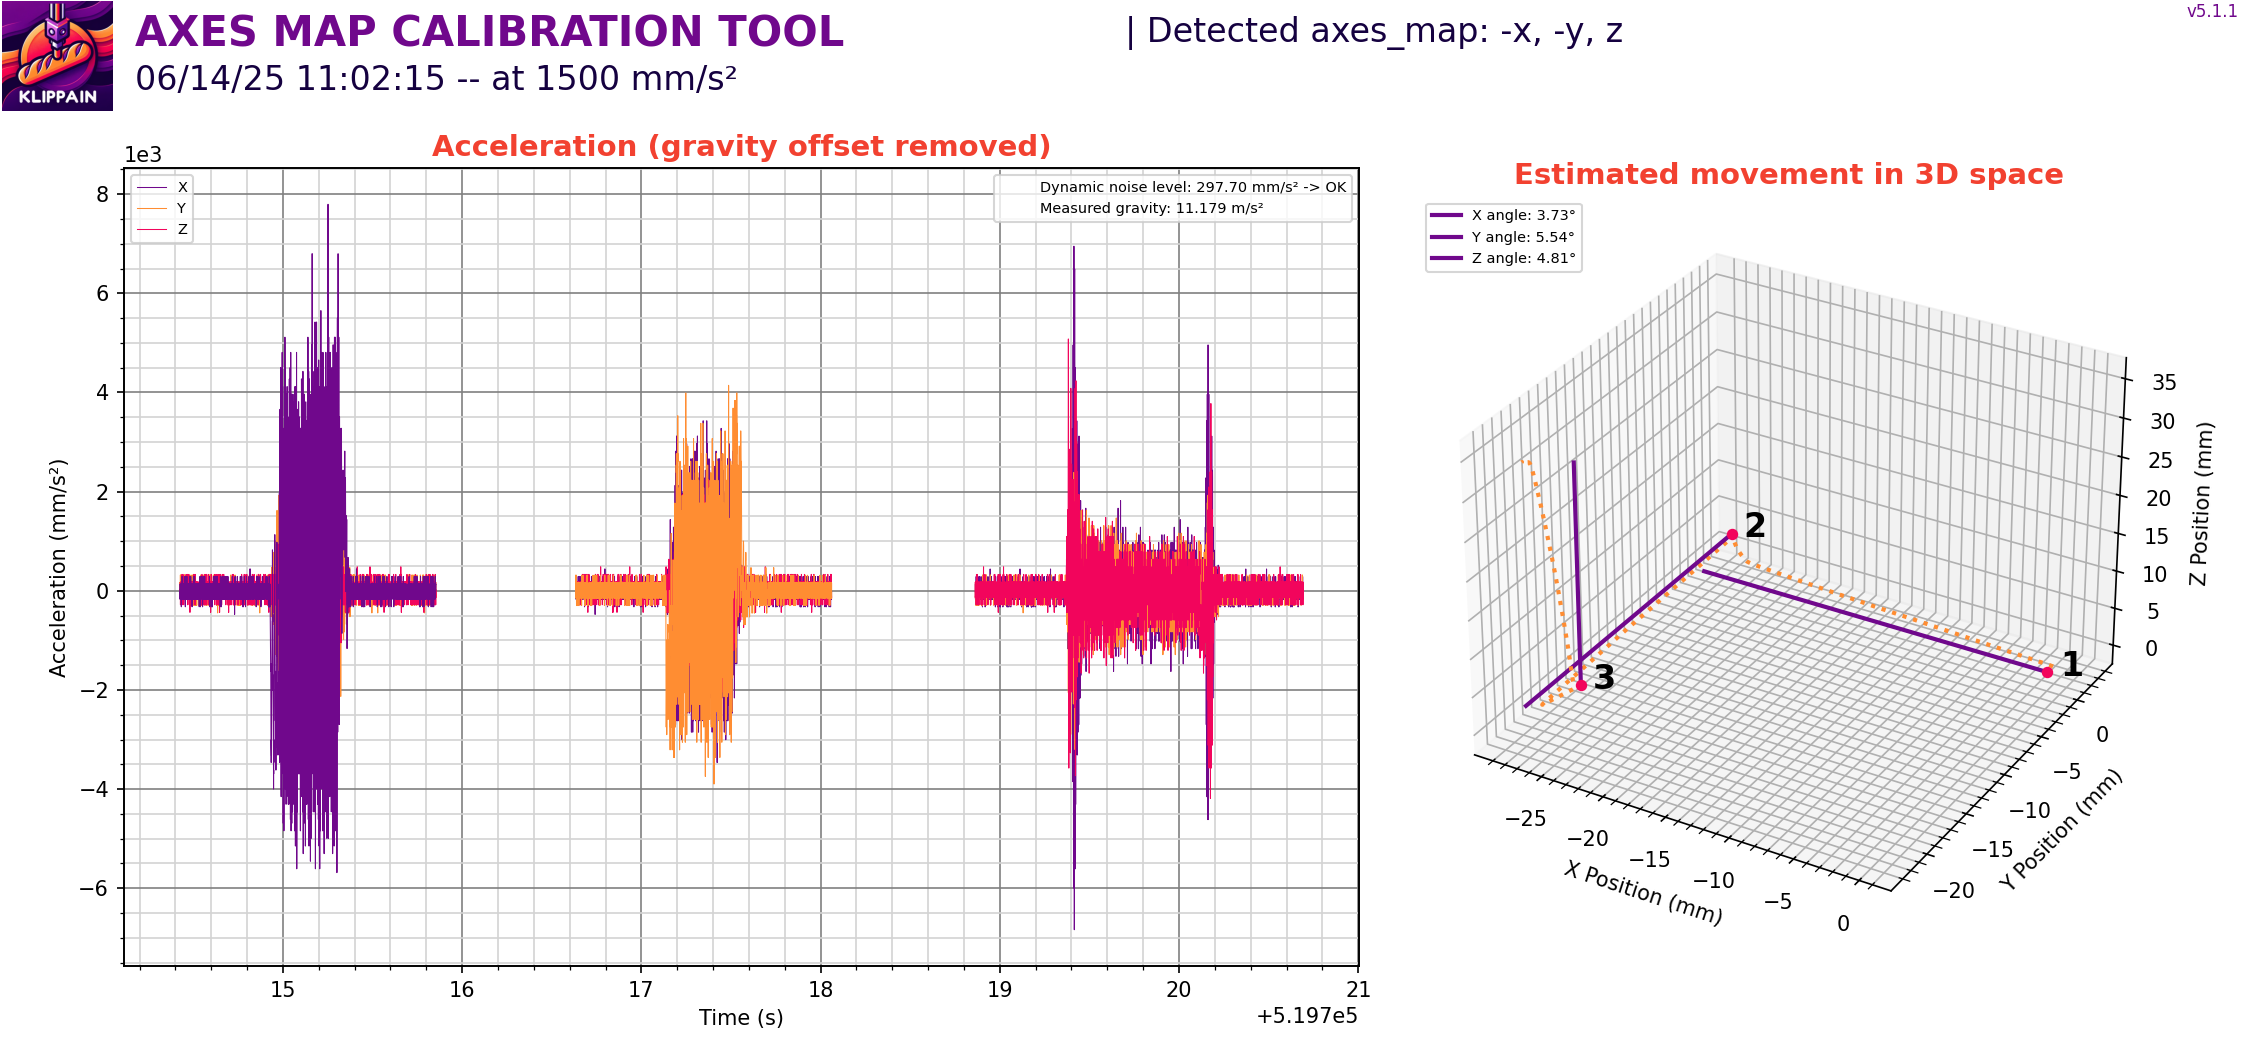 KLIPPAIN
AXES MAP CALIBRATION TOOL
06/14/25 11:02:15 -- at 1500 mm/s²
| Detected axes_map: -x, -y, z
v5.1.1
Acceleration (gravity offset removed)
1e3
X
Y
Z
Dynamic noise level: 297.70 mm/s² -> OK
Measured gravity: 11.179 m/s²
8
6
4
2
0
−2
−4
−6
Acceleration (mm/s²)
15 16 17 18 19 20 21
Time (s)
+5.197e5
Estimated movement in 3D space
X angle: 3.73°
Y angle: 5.54°
Z angle: 4.81°
1
2
3
35
30
25
20
15
10
5
0
Z Position (mm)
−25
−20
−15
−10
−5
0
X Position (mm)
0
−5
−10
−15
−20
Y Position (mm)